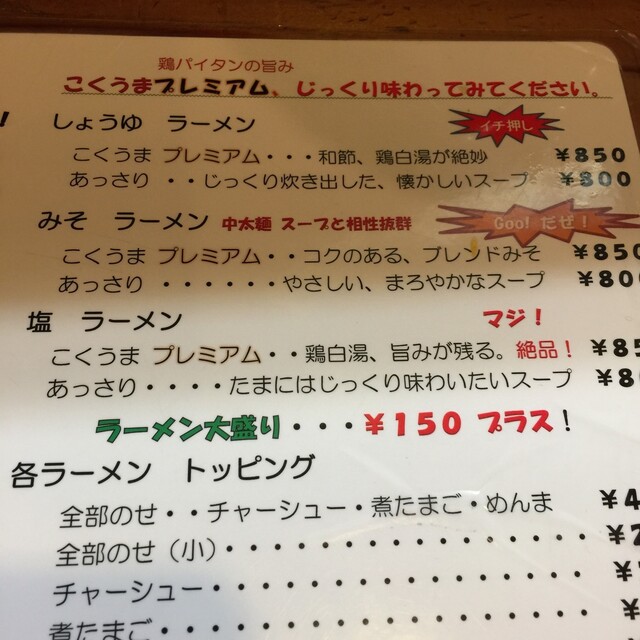 鶏パイタンの旨み
こくうまプレミアム、じっくり味わってみてください。
!
しょうゆ ラーメン イチ押し
こくうま プレミアム・・・和節、鶏白湯が絶妙 ¥850
あっさり ・・じっくり炊き出した、懐かしいスープ ¥800
みそ ラーメン 中太麺 スープと相性抜群 Goo! だぜ!
こくうま プレミアム・・コクのある、ブレンドみそ ¥850
あっさり ・・・・・・やさしい、まろやかなスープ ¥800
塩 ラーメン マジ!
こくうま プレミアム・・鶏白湯、旨みが残る。絶品! ¥85
あっさり・・・・たまにはじっくり味わいたいスープ ¥8
ラーメン大盛り・・・¥150 プラス!
各ラーメン トッピング
全部のせ・・チャーシュー・煮たまご・めんま ¥4
全部のせ(小)・・・・・・・・・・・・・・・・ ¥2
チャーシュー・・・・・・・・・・・・・・・・ ¥
煮たまご・・・・・・・・・・・・・・・・・ ¥